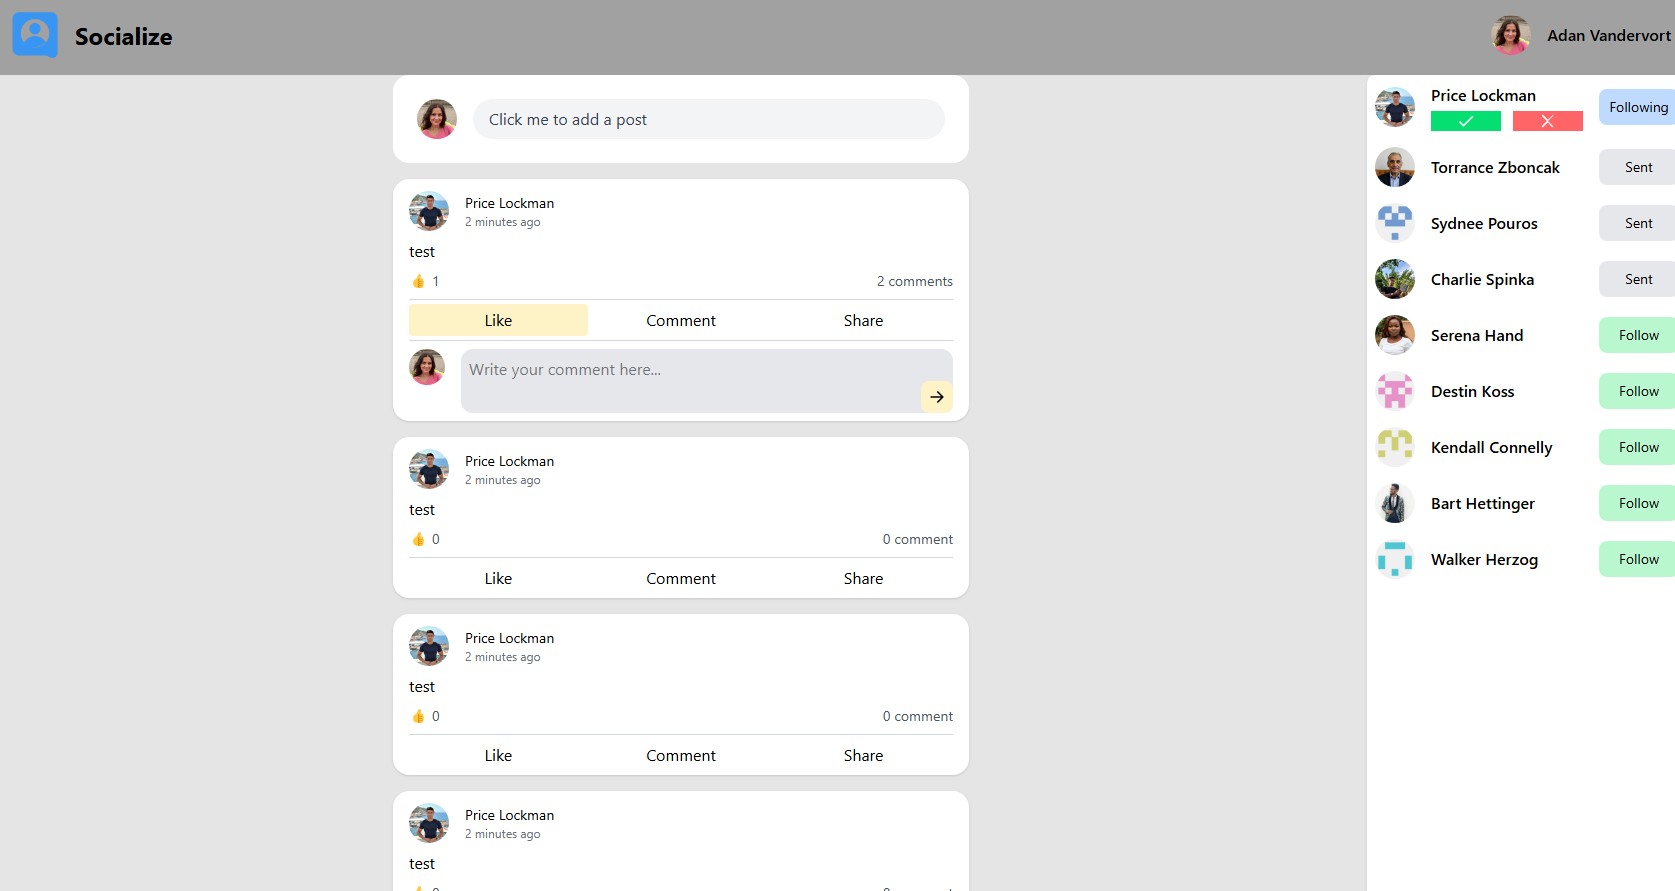 Socialize
Adan Vandervort
Click me to add a post
Price Lockman
2 minutes ago
test
1
2 comments
Like Comment Share
Write your comment here...
Price Lockman
2 minutes ago
test
0
0 comment
Like Comment Share
Price Lockman
2 minutes ago
test
0
0 comment
Like Comment Share
Price Lockman
2 minutes ago
test
Price Lockman
Following
Torrance Zboncak
Sent
Sydnee Pouros
Sent
Charlie Spinka
Sent
Serena Hand
Follow
Destin Koss
Follow
Kendall Connelly
Follow
Bart Hettinger
Follow
Walker Herzog
Follow